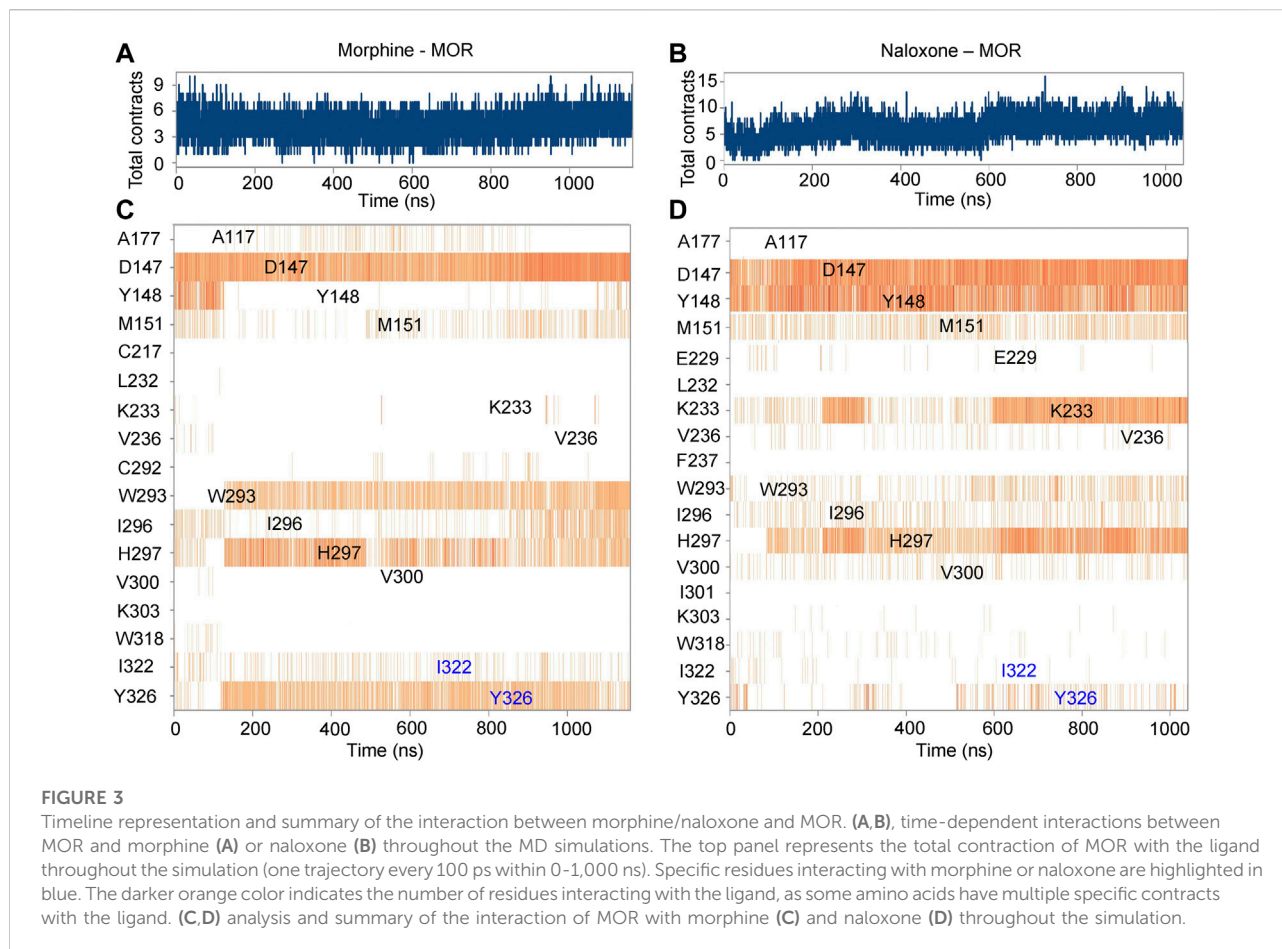 A
Morphine - MOR
Total contracts
9
6
3
0
0 200 400 600 800 1000
Time (ns)
B
Naloxone – MOR
Total contracts
15
10
5
0
0 200 400 600 800 1000
Time (ns)
C
A177 A117
D147 D147
Y148 Y148
M151 M151
C217
L232
K233 K233
V236 V236
C292
W293 W293
I296 I296
H297 H297
V300 V300
K303
W318
I322 I322
Y326 Y326
0 200 400 600 800 1000
Time (ns)
D
A177 A117
D147 D147
Y148 Y148
M151 M151
E229 E229
L232
K233 K233
V236 V236
F237
W293 W293
I296 I296
H297 H297
V300 V300
I301
K303
W318
I322 I322
Y326 Y326
0 200 400 600 800 1000
Time (ns)
FIGURE 3
Timeline representation and summary of the interaction between morphine/naloxone and MOR. (A,B), time-dependent interactions between
MOR and morphine (A) or naloxone (B) throughout the MD simulations. The top panel represents the total contraction of MOR with the ligand
throughout the simulation (one trajectory every 100 ps within 0-1,000 ns). Specific residues interacting with morphine or naloxone are highlighted in
blue. The darker orange color indicates the number of residues interacting with the ligand, as some amino acids have multiple specific contracts
with the ligand. (C,D) analysis and summary of the interaction of MOR with morphine (C) and naloxone (D) throughout the simulation.